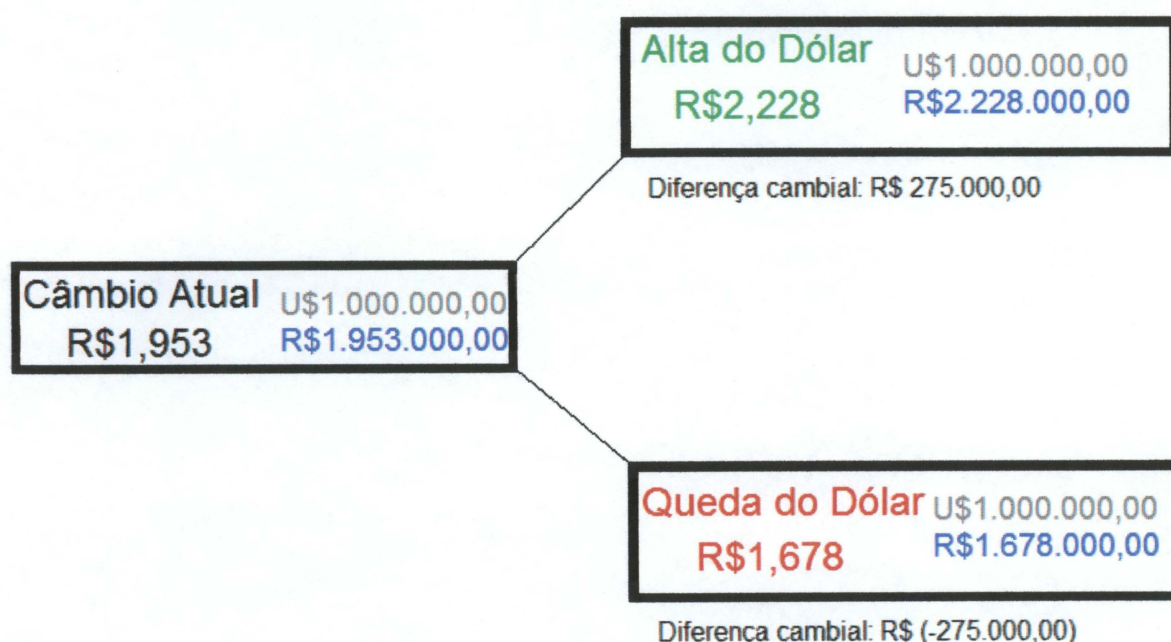 Alta do Dólar U$1.000.000,00
R$2,228 R$2.228.000,00
Diferença cambial: R$ 275.000,00
Câmbio Atual U$1.000.000,00
R$1,953 R$1.953.000,00
Queda do Dólar U$1.000.000,00
R$1,678 R$1.678.000,00
Diferença cambial: R$ (-275.000,00)